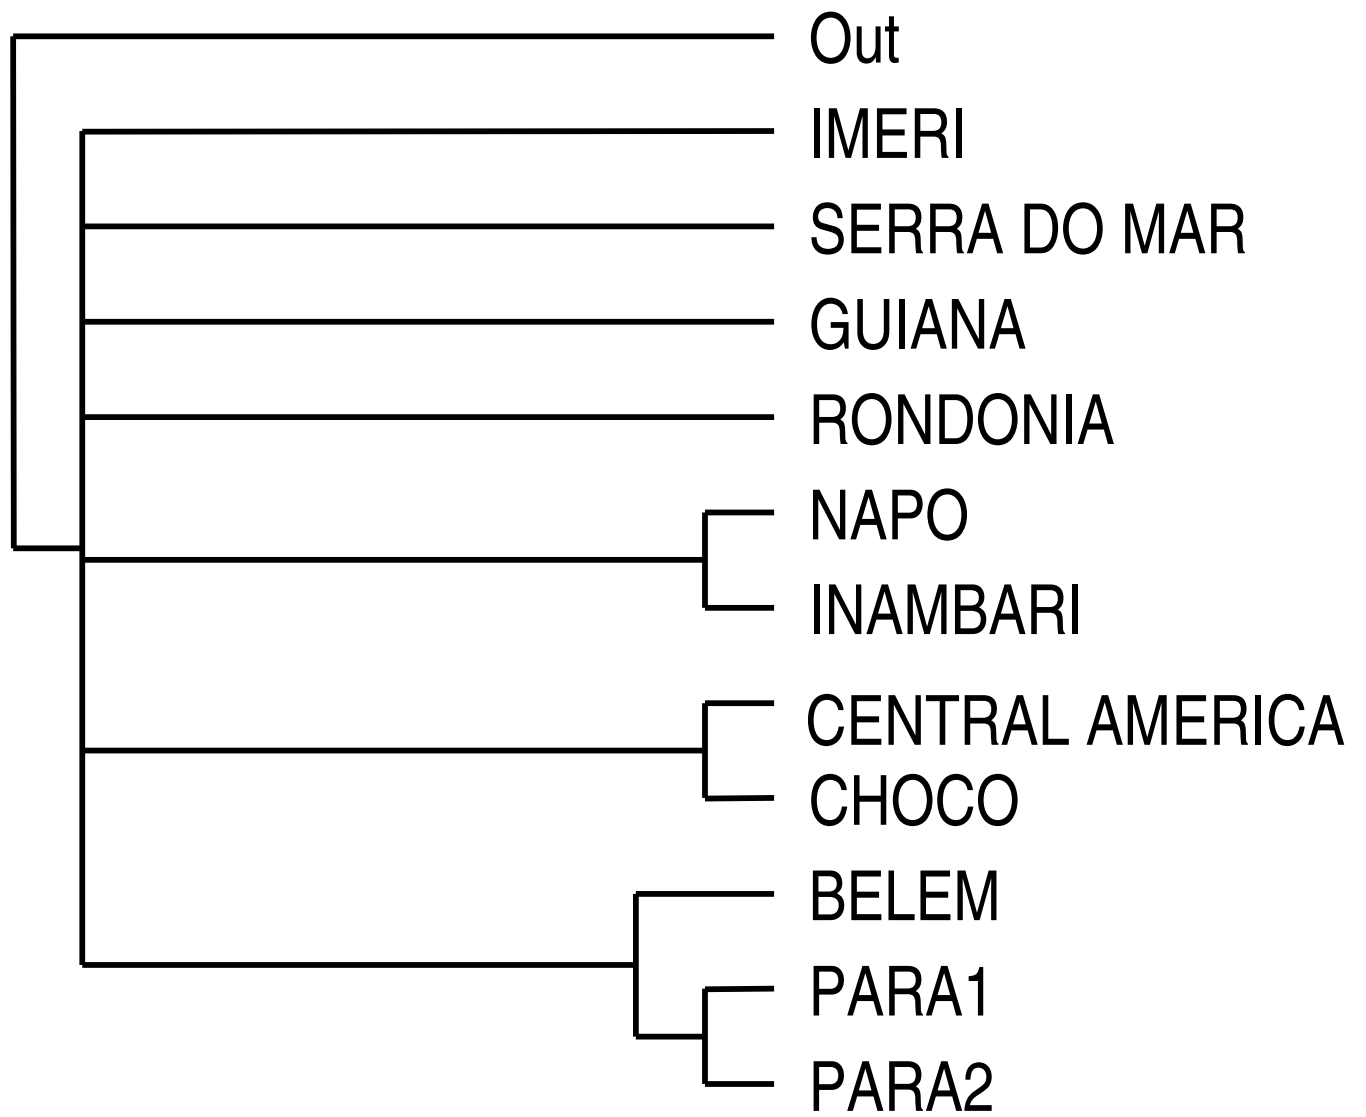 Out
IMERI
SERRA DO MAR
GUIANA
RONDONIA
NAPO
INAMBARI
CENTRAL AMERICA
CHOCO
BELEM
PARA1
PARA2